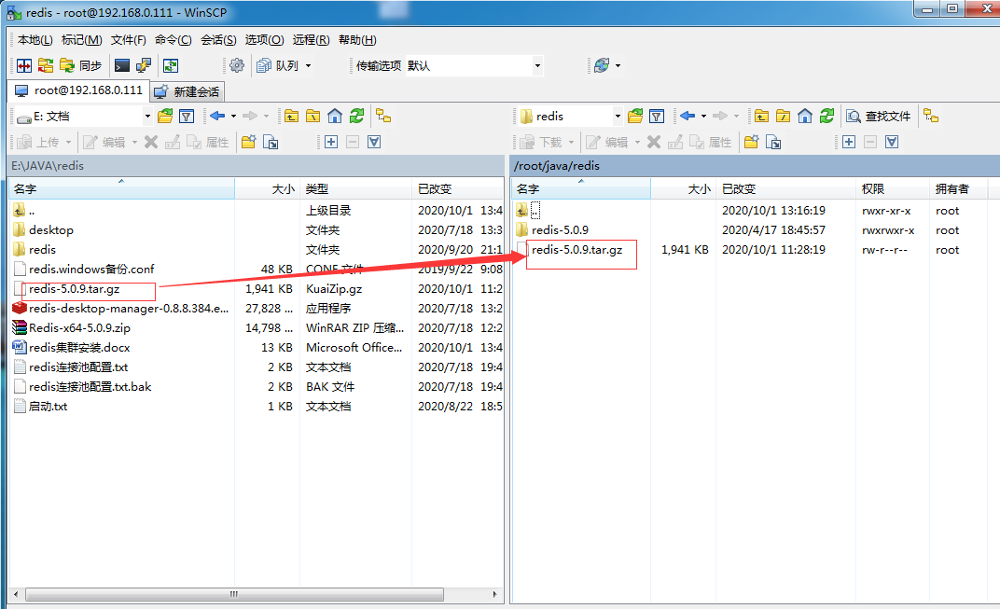 redis - root@192.168.0.111 - WinSCP
本地(L) 标记(M) 文件(F) 命令(C) 会话(S) 选项(O) 远程(R) 帮助(H)
同步 队列 传输选项 默认
root@192.168.0.111 新建会话
E: 文档 redis 查找文件
上传 编辑 属性 下载 编辑 属性
E:\JAVA\redis /root/java/redis
名字 大小 类型 已改变 名字 大小 已改变 权限 拥有者
.. 上级目录 2020/10/1 13:4 .. 2020/10/1 13:16:19 rwxr-xr-x root
desktop 文件夹 2020/7/18 13:3 redis-5.0.9 2020/4/17 18:45:57 rwxrwxr-x root
redis 文件夹 2020/9/20 21:1 redis-5.0.9.tar.gz 1,941 KB 2020/10/1 11:28:19 rw-r--r-- root
redis.windows备份.conf 48 KB CONF 文件 2019/9/22 9:08
redis-5.0.9.tar.gz 1,941 KB KuaiZip.gz 2020/10/1 11:2
redis-desktop-manager-0.8.8.384.e... 27,828 ... 应用程序 2020/7/18 13:2
Redis-x64-5.0.9.zip 14,798 ... WinRAR ZIP 压缩... 2020/7/18 12:2
redis集群安装.docx 13 KB Microsoft Office... 2020/10/1 13:4
redis连接池配置.txt 2 KB 文本文档 2020/7/18 19:4
redis连接池配置.txt.bak 2 KB BAK 文件 2020/7/18 19:4
启动.txt 1 KB 文本文档 2020/8/22 18:5